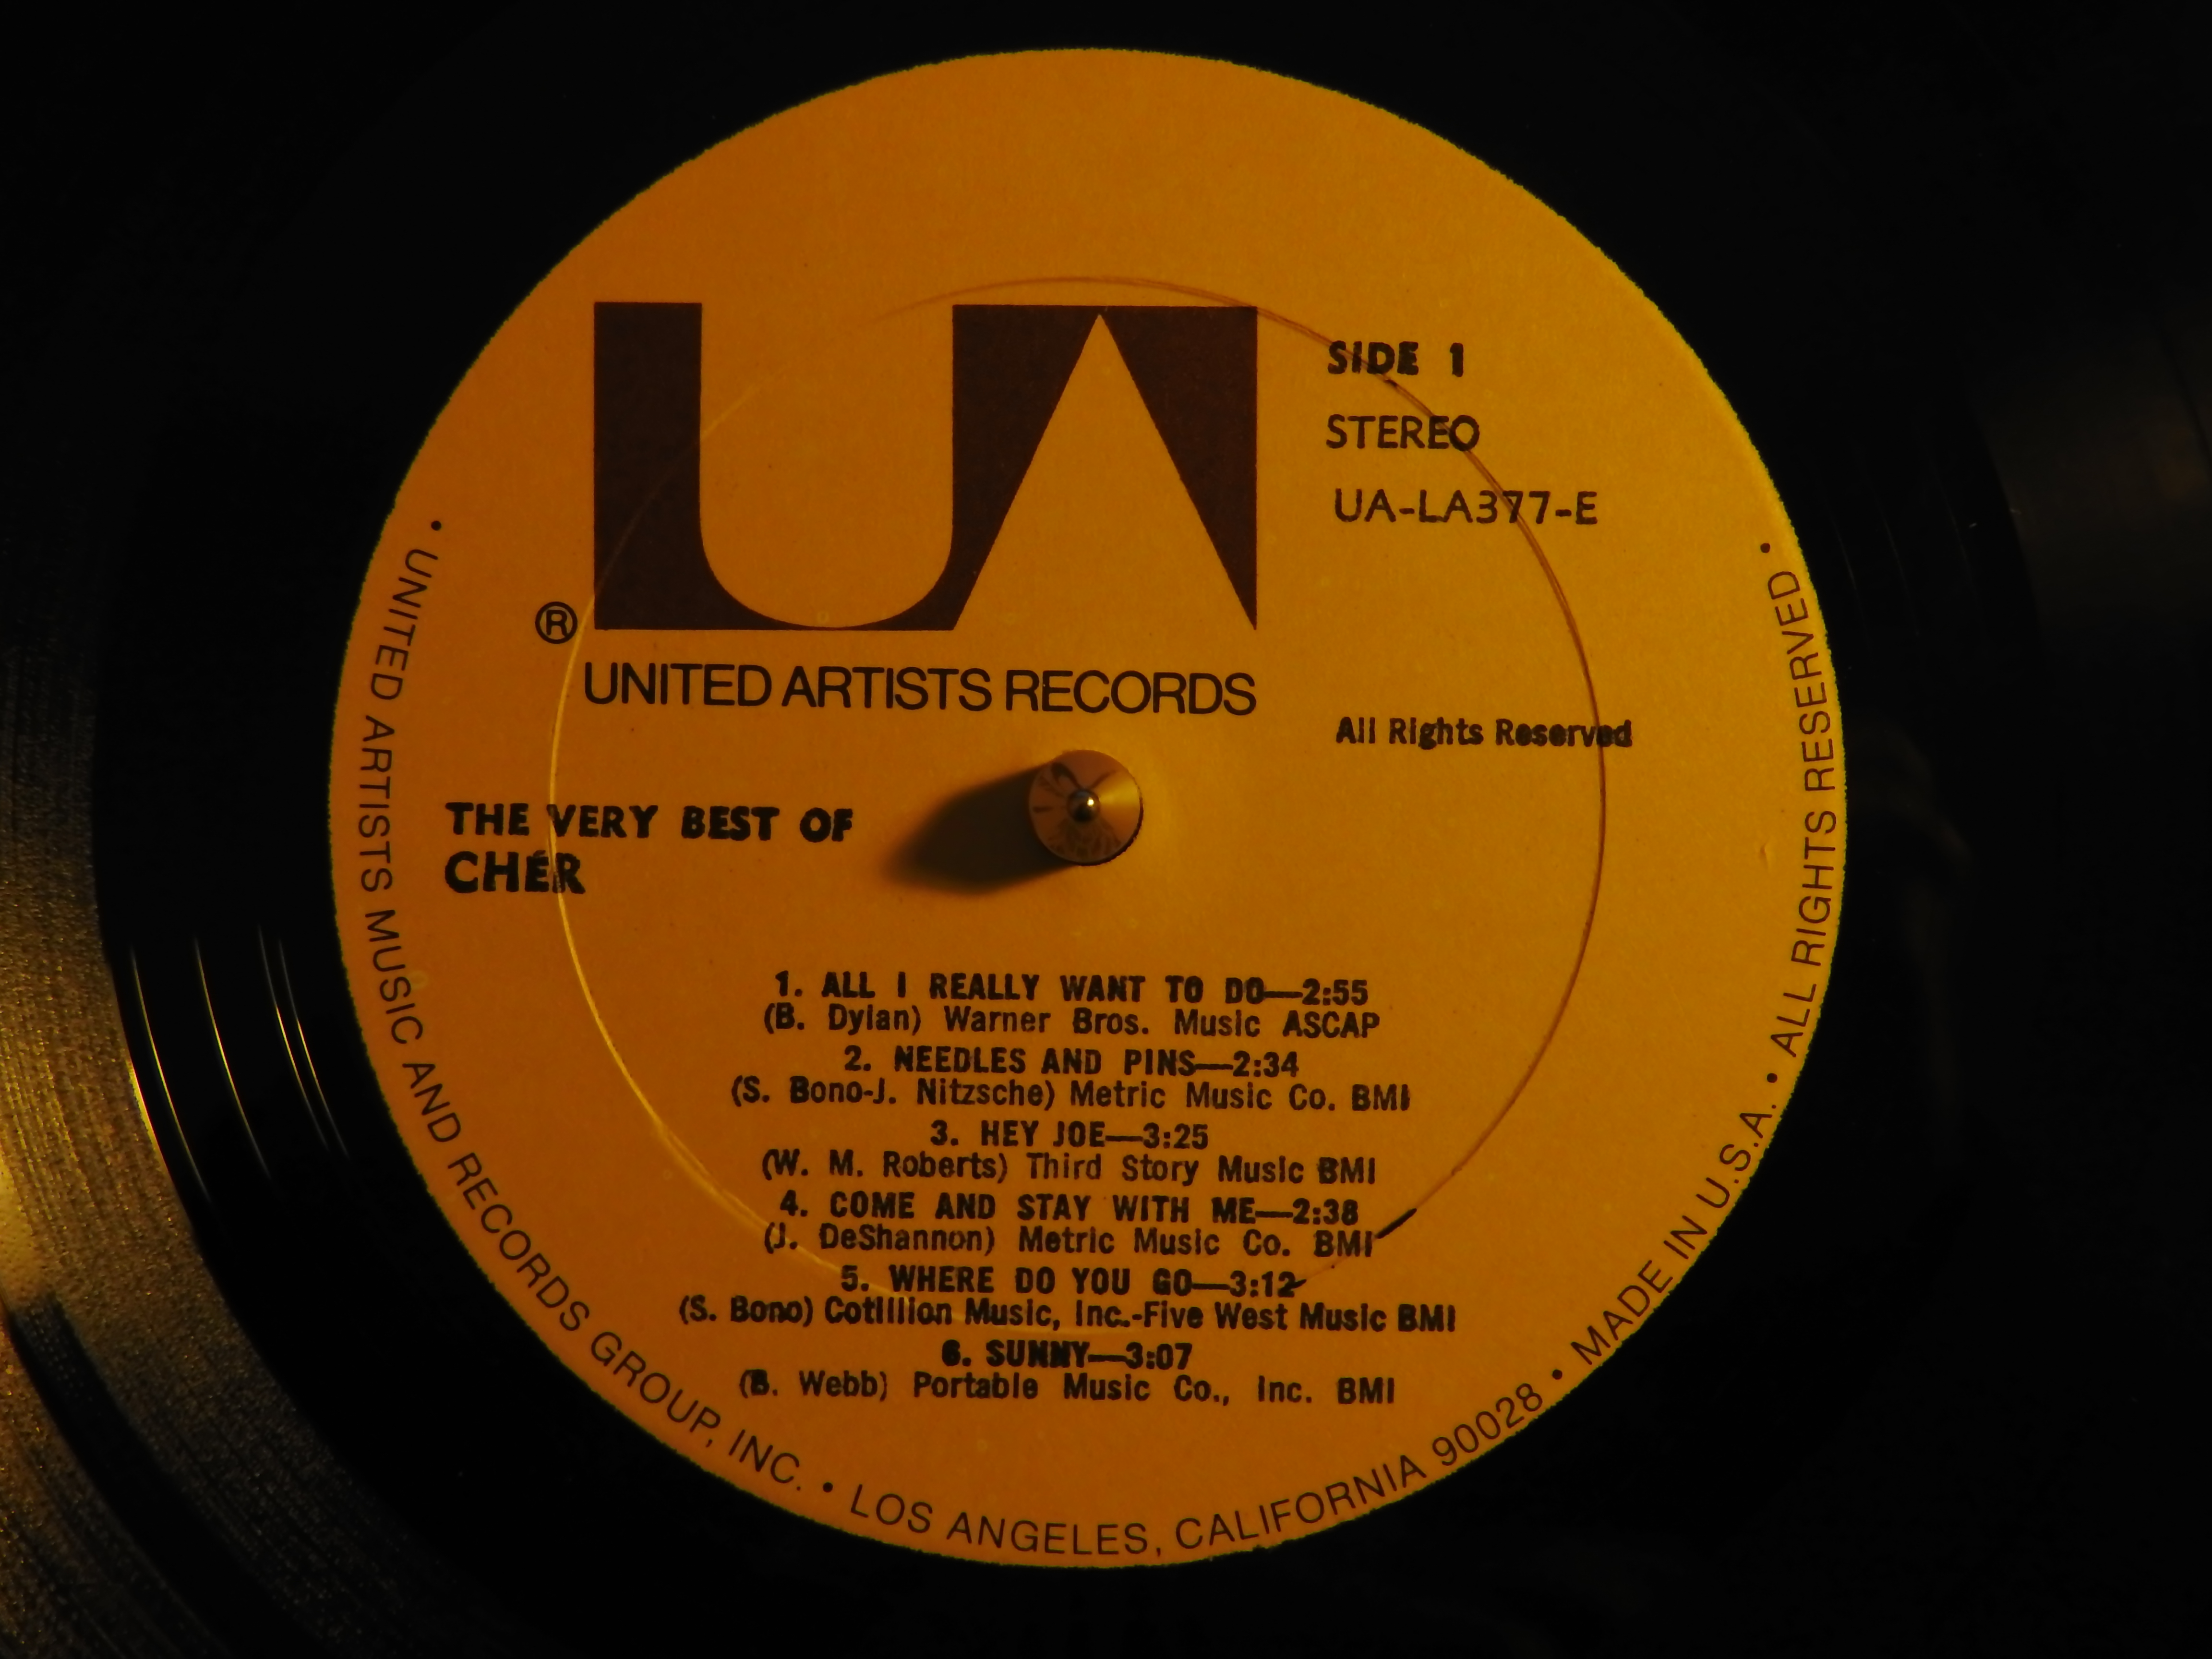 UA
®
UNITED ARTISTS RECORDS
SIDE 1
STEREO
UA-LA377-E
All Rights Reserved
THE VERY BEST OF
CHÉR
1. ALL I REALLY WANT TO DO—2:55
(B. Dylan) Warner Bros. Music ASCAP
2. NEEDLES AND PINS—2:34
(S. Bono-J. Nitzsche) Metric Music Co. BMI
3. HEY JOE—3:25
(W. M. Roberts) Third Story Music BMI
4. COME AND STAY WITH ME—2:38
(J. DeShannon) Metric Music Co. BMI
5. WHERE DO YOU GO—3:12
(S. Bono) Cotillion Music, Inc.-Five West Music BMI
6. SUNNY—3:07
(B. Webb) Portable Music Co., Inc. BMI
• UNITED ARTISTS MUSIC AND RECORDS GROUP, INC. • LOS ANGELES, CALIFORNIA 90028 • MADE IN U.S.A. • ALL RIGHTS RESERVED •